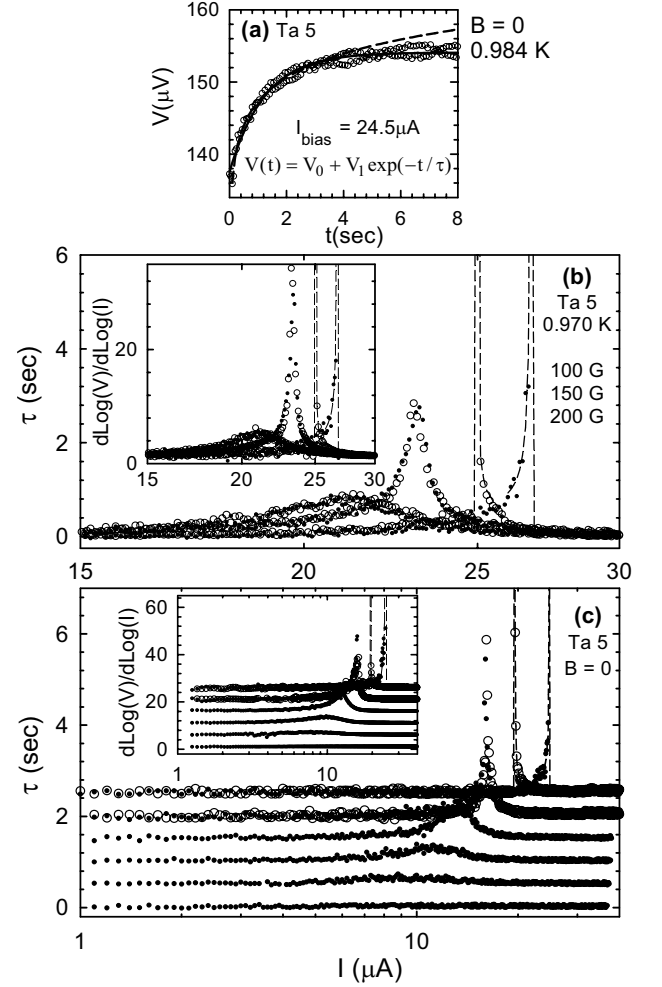 160
150
140
V(μV)
(a) Ta 5
B = 0
0.984 K
I_bias = 24.5μA
V(t) = V₀ + V₁ exp(−t/τ)
0 2 4 6 8
t(sec)
6
4
2
0
τ (sec)
(b)
Ta 5
0.970 K
100 G
150 G
200 G
20
0
dLog(V)/dLog(I)
15 20 25 30
15 20 25 30
6
4
2
0
τ (sec)
(c)
Ta 5
B = 0
60
40
20
0
dLog(V)/dLog(I)
1 10
1 10
I (μA)